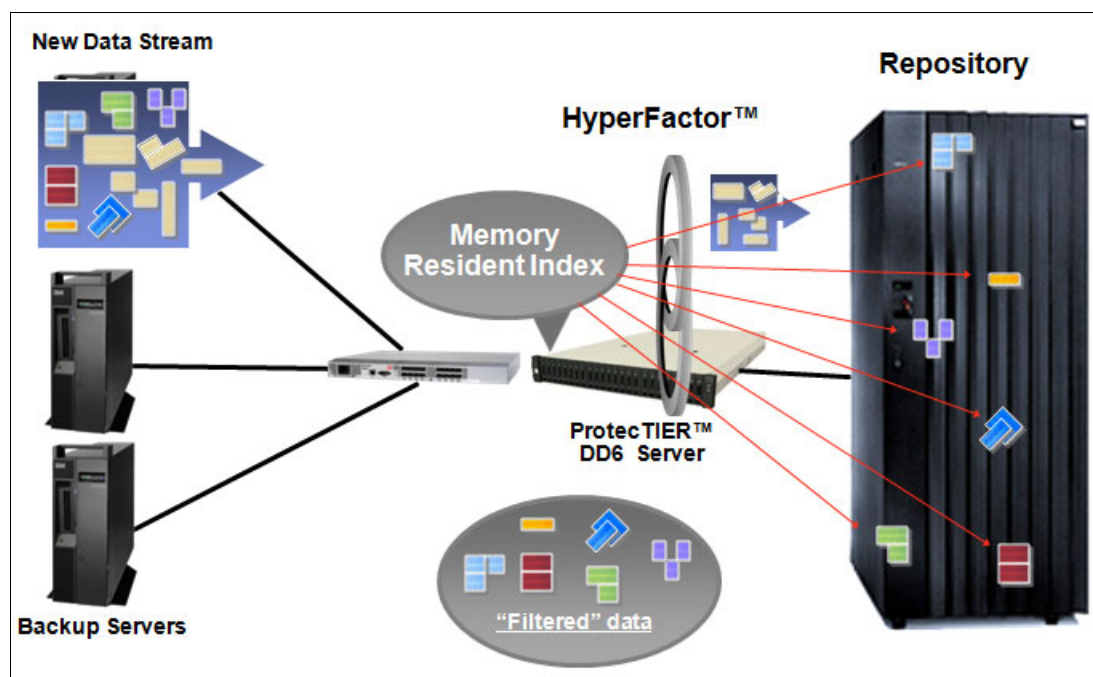 New Data Stream
Repository
HyperFactor™
Memory
Resident Index
ProtecTIER™
DD6 Server
"Filtered" data
Backup Servers